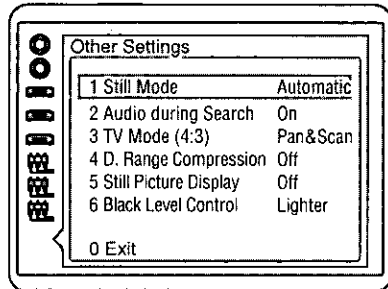 Other Settings
1 Still Mode Automatic
2 Audio during Search On
3 TV Mode (4:3) Pan&Scan
4 D. Range Compression Off
5 Still Picture Display Off
6 Black Level Control Lighter
0 Exit